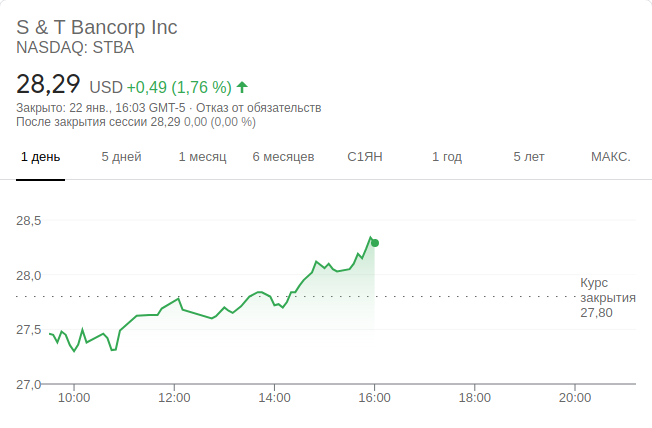 S & T Bancorp Inc
NASDAQ: STBA
28,29 USD +0,49 (1,76 %)
Закрыто: 22 янв., 16:03 GMT-5 · Отказ от обязательств
После закрытия сессии 28,29 0,00 (0,00 %)
1 день 5 дней 1 месяц 6 месяцев С1ЯН 1 год 5 лет МАКС.
28,5
28,0
Курс
закрытия
27,80
27,5
27,0
10:00 12:00 14:00 16:00 18:00 20:00